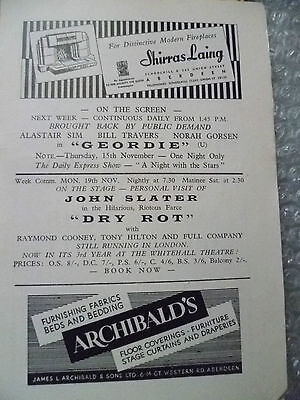 For Distinctive Modern Fireplaces
Shirras-Laing
SCHOOLHILL & 287 UNION STREET
ABERDEEN
— ON THE SCREEN —
NEXT WEEK — CONTINUOUS DAILY FROM 1.45 P.M.
BROUGHT BACK BY PUBLIC DEMAND
ALASTAIR SIM BILL TRAVERS NORAH GORSEN
in "GEORDIE" (U)
NOTE.—Thursday, 15th November — One Night Only
The Daily Express Show — "A Night with the Stars"
Week Comm. MON. 19th NOV. Nightly at 7.30 Matinee Sat. at 2.30
ON THE STAGE — PERSONAL VISIT OF
JOHN SLATER
in the Hilarious, Riotous Farce
"DRY ROT"
with
RAYMOND COONEY, TONY HILTON AND FULL COMPANY
STILL RUNNING IN LONDON.
NOW IN ITS 3rd YEAR AT THE WHITEHALL THEATRE!
PRICES: O.S. 8/-, D.C. 7/-, P.S. 6/-, C. 4/6, B.S. 3/6, Balcony 2/-.
— BOOK NOW —
FURNISHING FABRICS
BEDS AND BEDDING
ARCHIBALD'S
FLOOR COVERINGS · FURNITURE
STAGE CURTAINS AND DRAPERIES
JAMES L. ARCHIBALD & SONS LTD · 6-14 GT. WESTERN RD. ABERDEEN